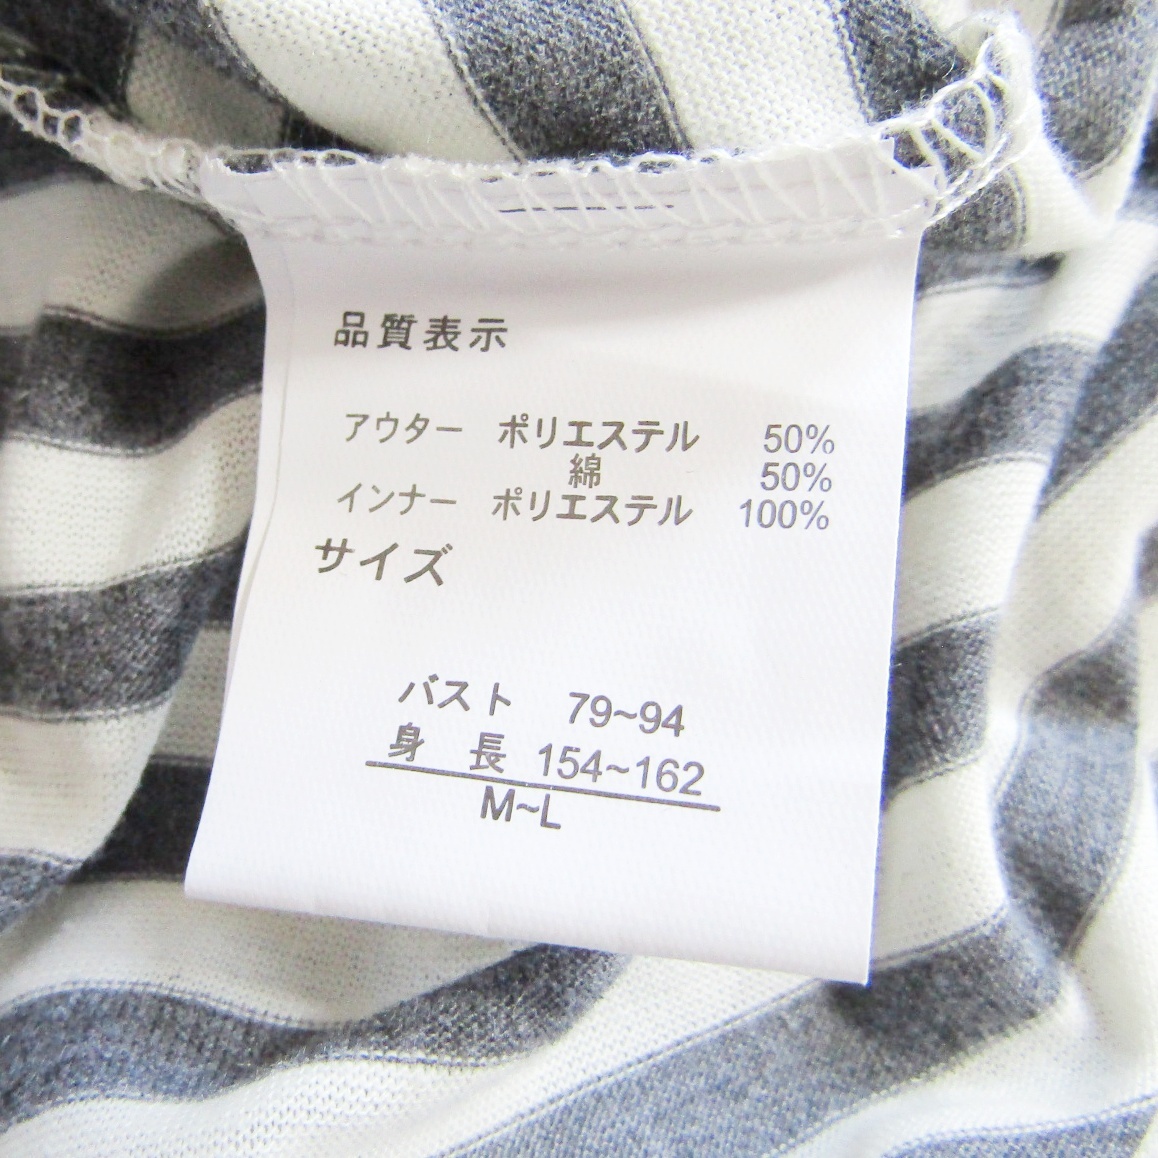 品質表示
アウター ポリエステル 50%
綿 50%
インナー ポリエステル 100%
サイズ
バスト 79~94
身 長 154~162
M~L